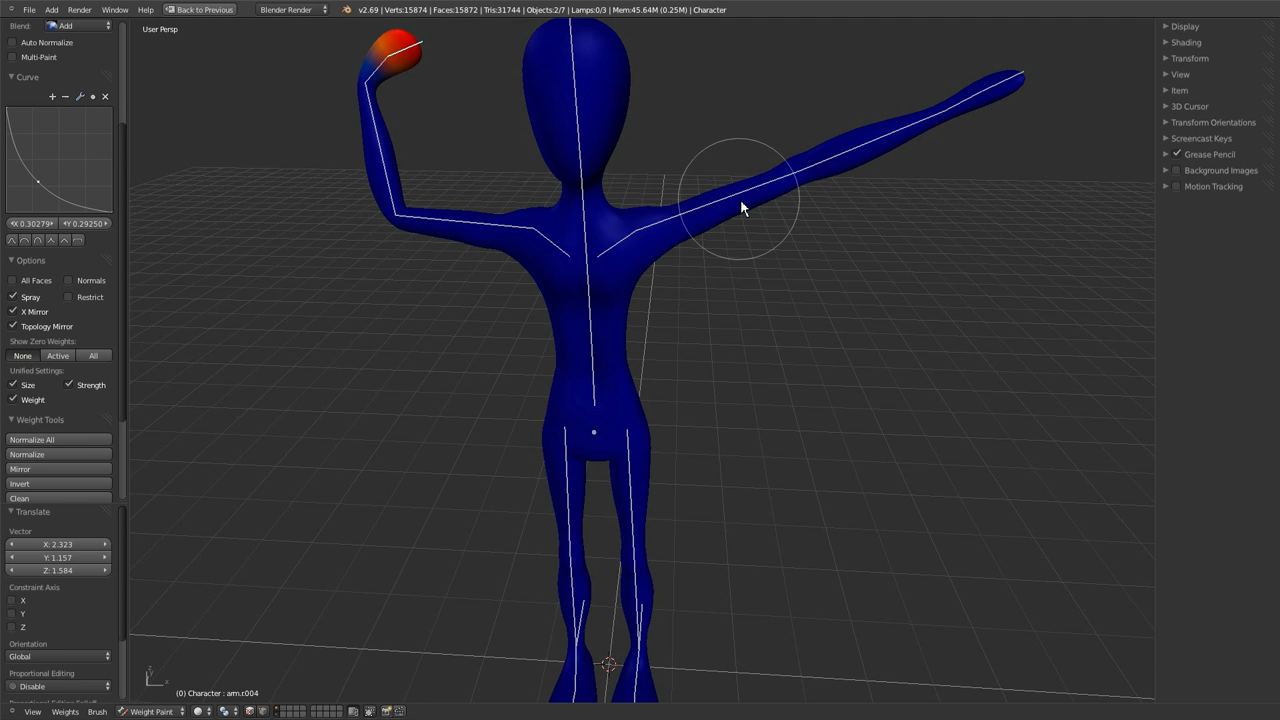 File Add Render Window Help Back to Previous Blender Render v2.69 | Verts:15874 | Faces:15872 | Tris:31744 | Objects:2/7 | Lamps:0/3 | Mem:45.64M (0.25M) | Character
Blend: Add
Auto Normalize
Multi-Paint
Curve
X 0.30279 Y 0.29250
Options
All Faces Normals
Spray Restrict
X Mirror
Topology Mirror
Show Zero Weights:
None Active All
Unified Settings:
Size Strength
Weight
Weight Tools
Normalize All
Normalize
Mirror
Invert
Clean
Translate
Vector
X: 2.323
Y: 1.157
Z: 1.584
Constraint Axis
X
Y
Z
Orientation
Global
Proportional Editing
Disable
User Persp
(0) Character : arm.r.004
Display
Shading
Transform
View
Item
3D Cursor
Transform Orientations
Screencast Keys
Grease Pencil
Background Images
Motion Tracking
View Weights Brush Weight Paint